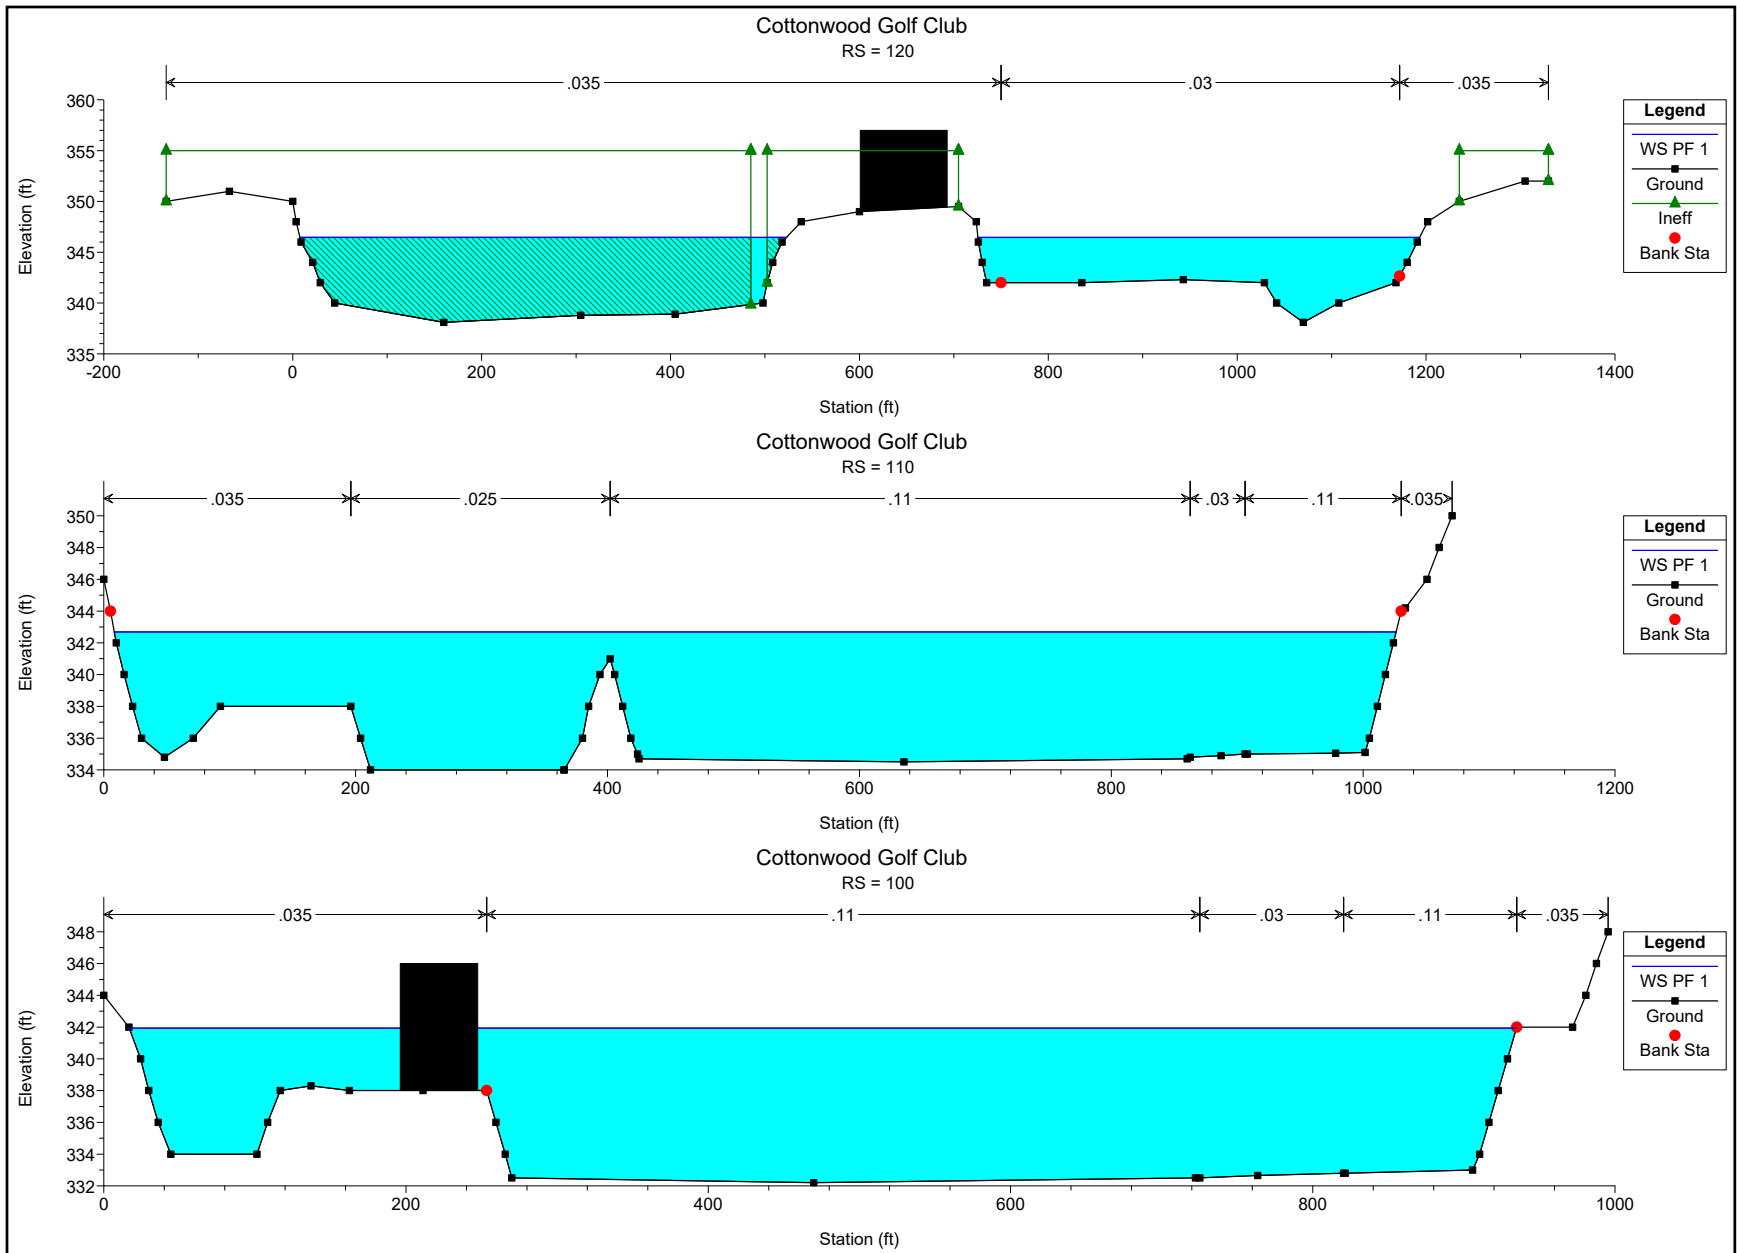 Cottonwood Golf Club
RS = 120
.035
.03
.035
360
355
350
345
340
335
Elevation (ft)
-200
0
200
400
600
800
1000
1200
1400
Station (ft)
Legend
WS PF 1
Ground
Ineff
Bank Sta
Cottonwood Golf Club
RS = 110
.035
.025
.11
.03
.11
.035
350
348
346
344
342
340
338
336
334
Elevation (ft)
0
200
400
600
800
1000
1200
Station (ft)
Legend
WS PF 1
Ground
Bank Sta
Cottonwood Golf Club
RS = 100
.035
.11
.03
.11
.035
348
346
344
342
340
338
336
334
332
Elevation (ft)
0
200
400
600
800
1000
Station (ft)
Legend
WS PF 1
Ground
Bank Sta